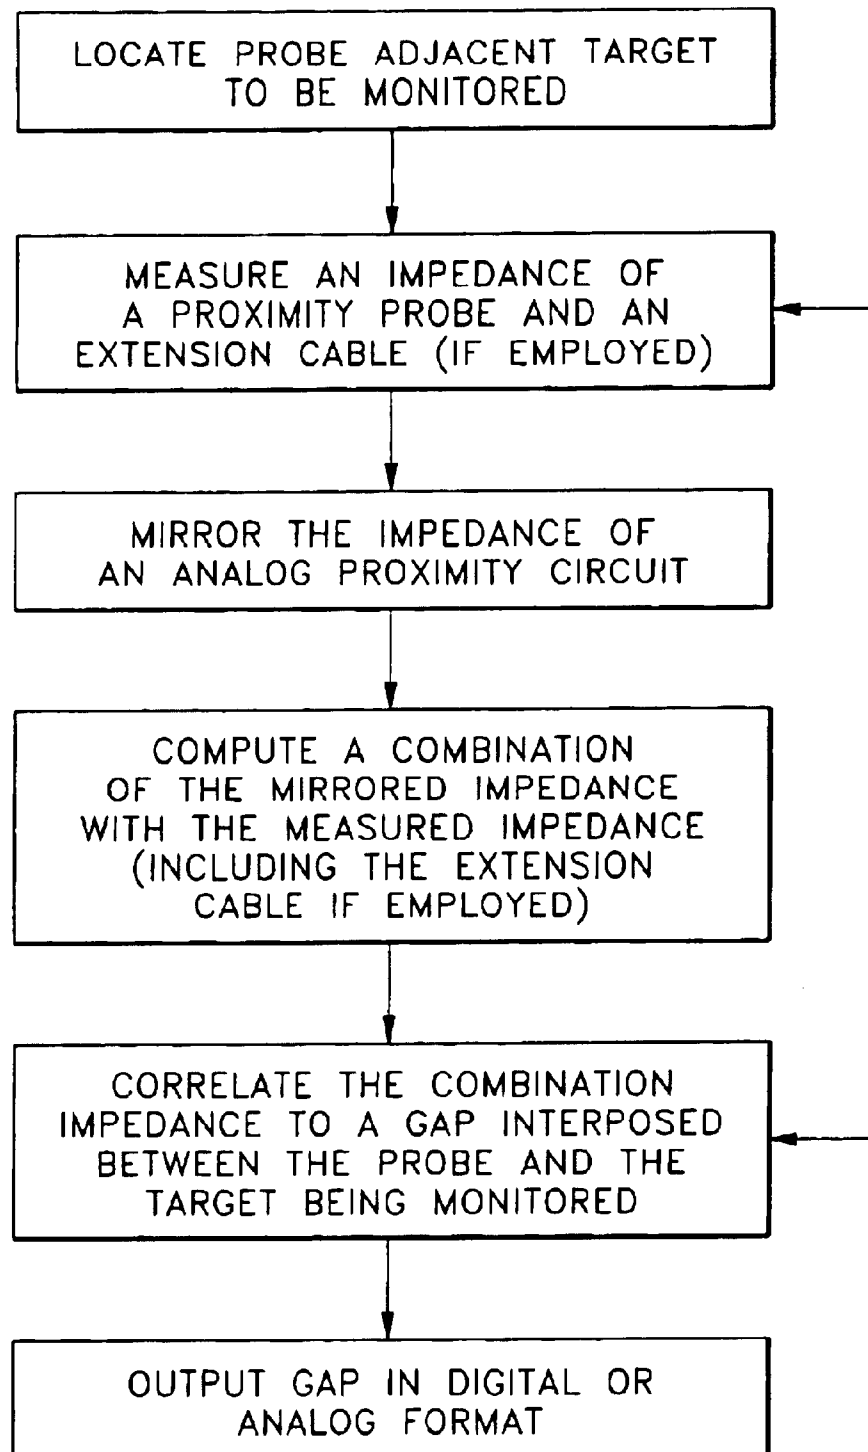 LOCATE PROBE ADJACENT TARGET
TO BE MONITORED
MEASURE AN IMPEDANCE OF
A PROXIMITY PROBE AND AN
EXTENSION CABLE (IF EMPLOYED)
MIRROR THE IMPEDANCE OF
AN ANALOG PROXIMITY CIRCUIT
COMPUTE A COMBINATION
OF THE MIRRORED IMPEDANCE
WITH THE MEASURED IMPEDANCE
(INCLUDING THE EXTENSION
CABLE IF EMPLOYED)
CORRELATE THE COMBINATION
IMPEDANCE TO A GAP INTERPOSED
BETWEEN THE PROBE AND THE
TARGET BEING MONITORED
OUTPUT GAP IN DIGITAL OR
ANALOG FORMAT